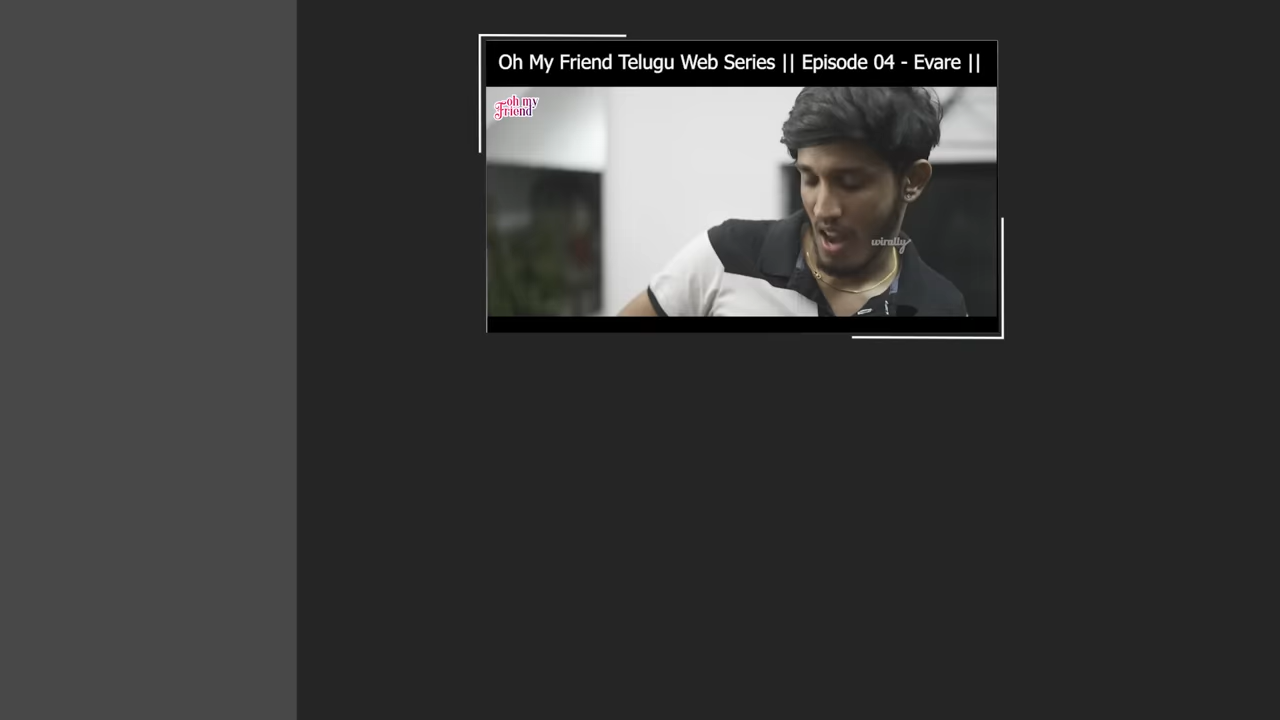 Oh My Friend Telugu Web Series || Episode 04 - Evare ||
oh my
Friend
wirally